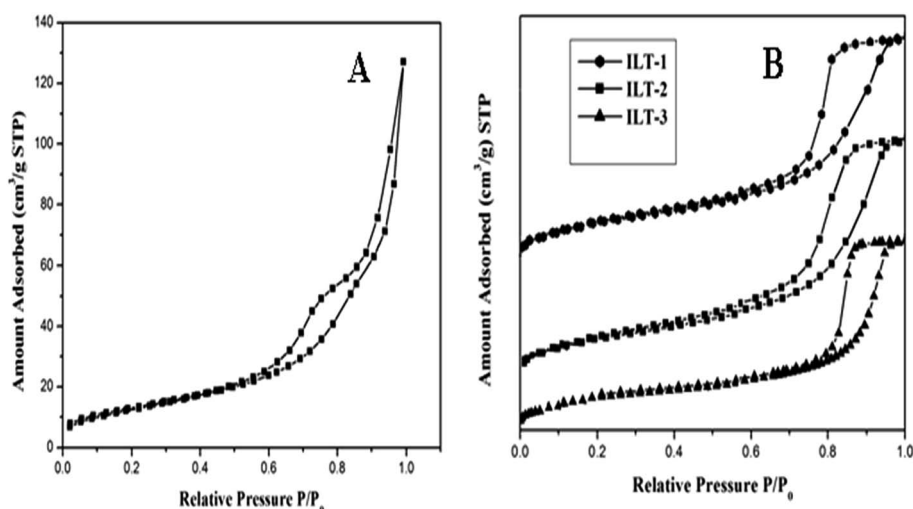 140
120
100
80
60
40
20
0
Amount Adsorbed (cm³/g STP)
A
0.0 0.2 0.4 0.6 0.8 1.0
Relative Pressure P/P₀
Amount Adsorbed (cm³/g) STP
ILT-1
ILT-2
ILT-3
B
0.0 0.2 0.4 0.6 0.8 1.0
Relative Pressure P/P₀